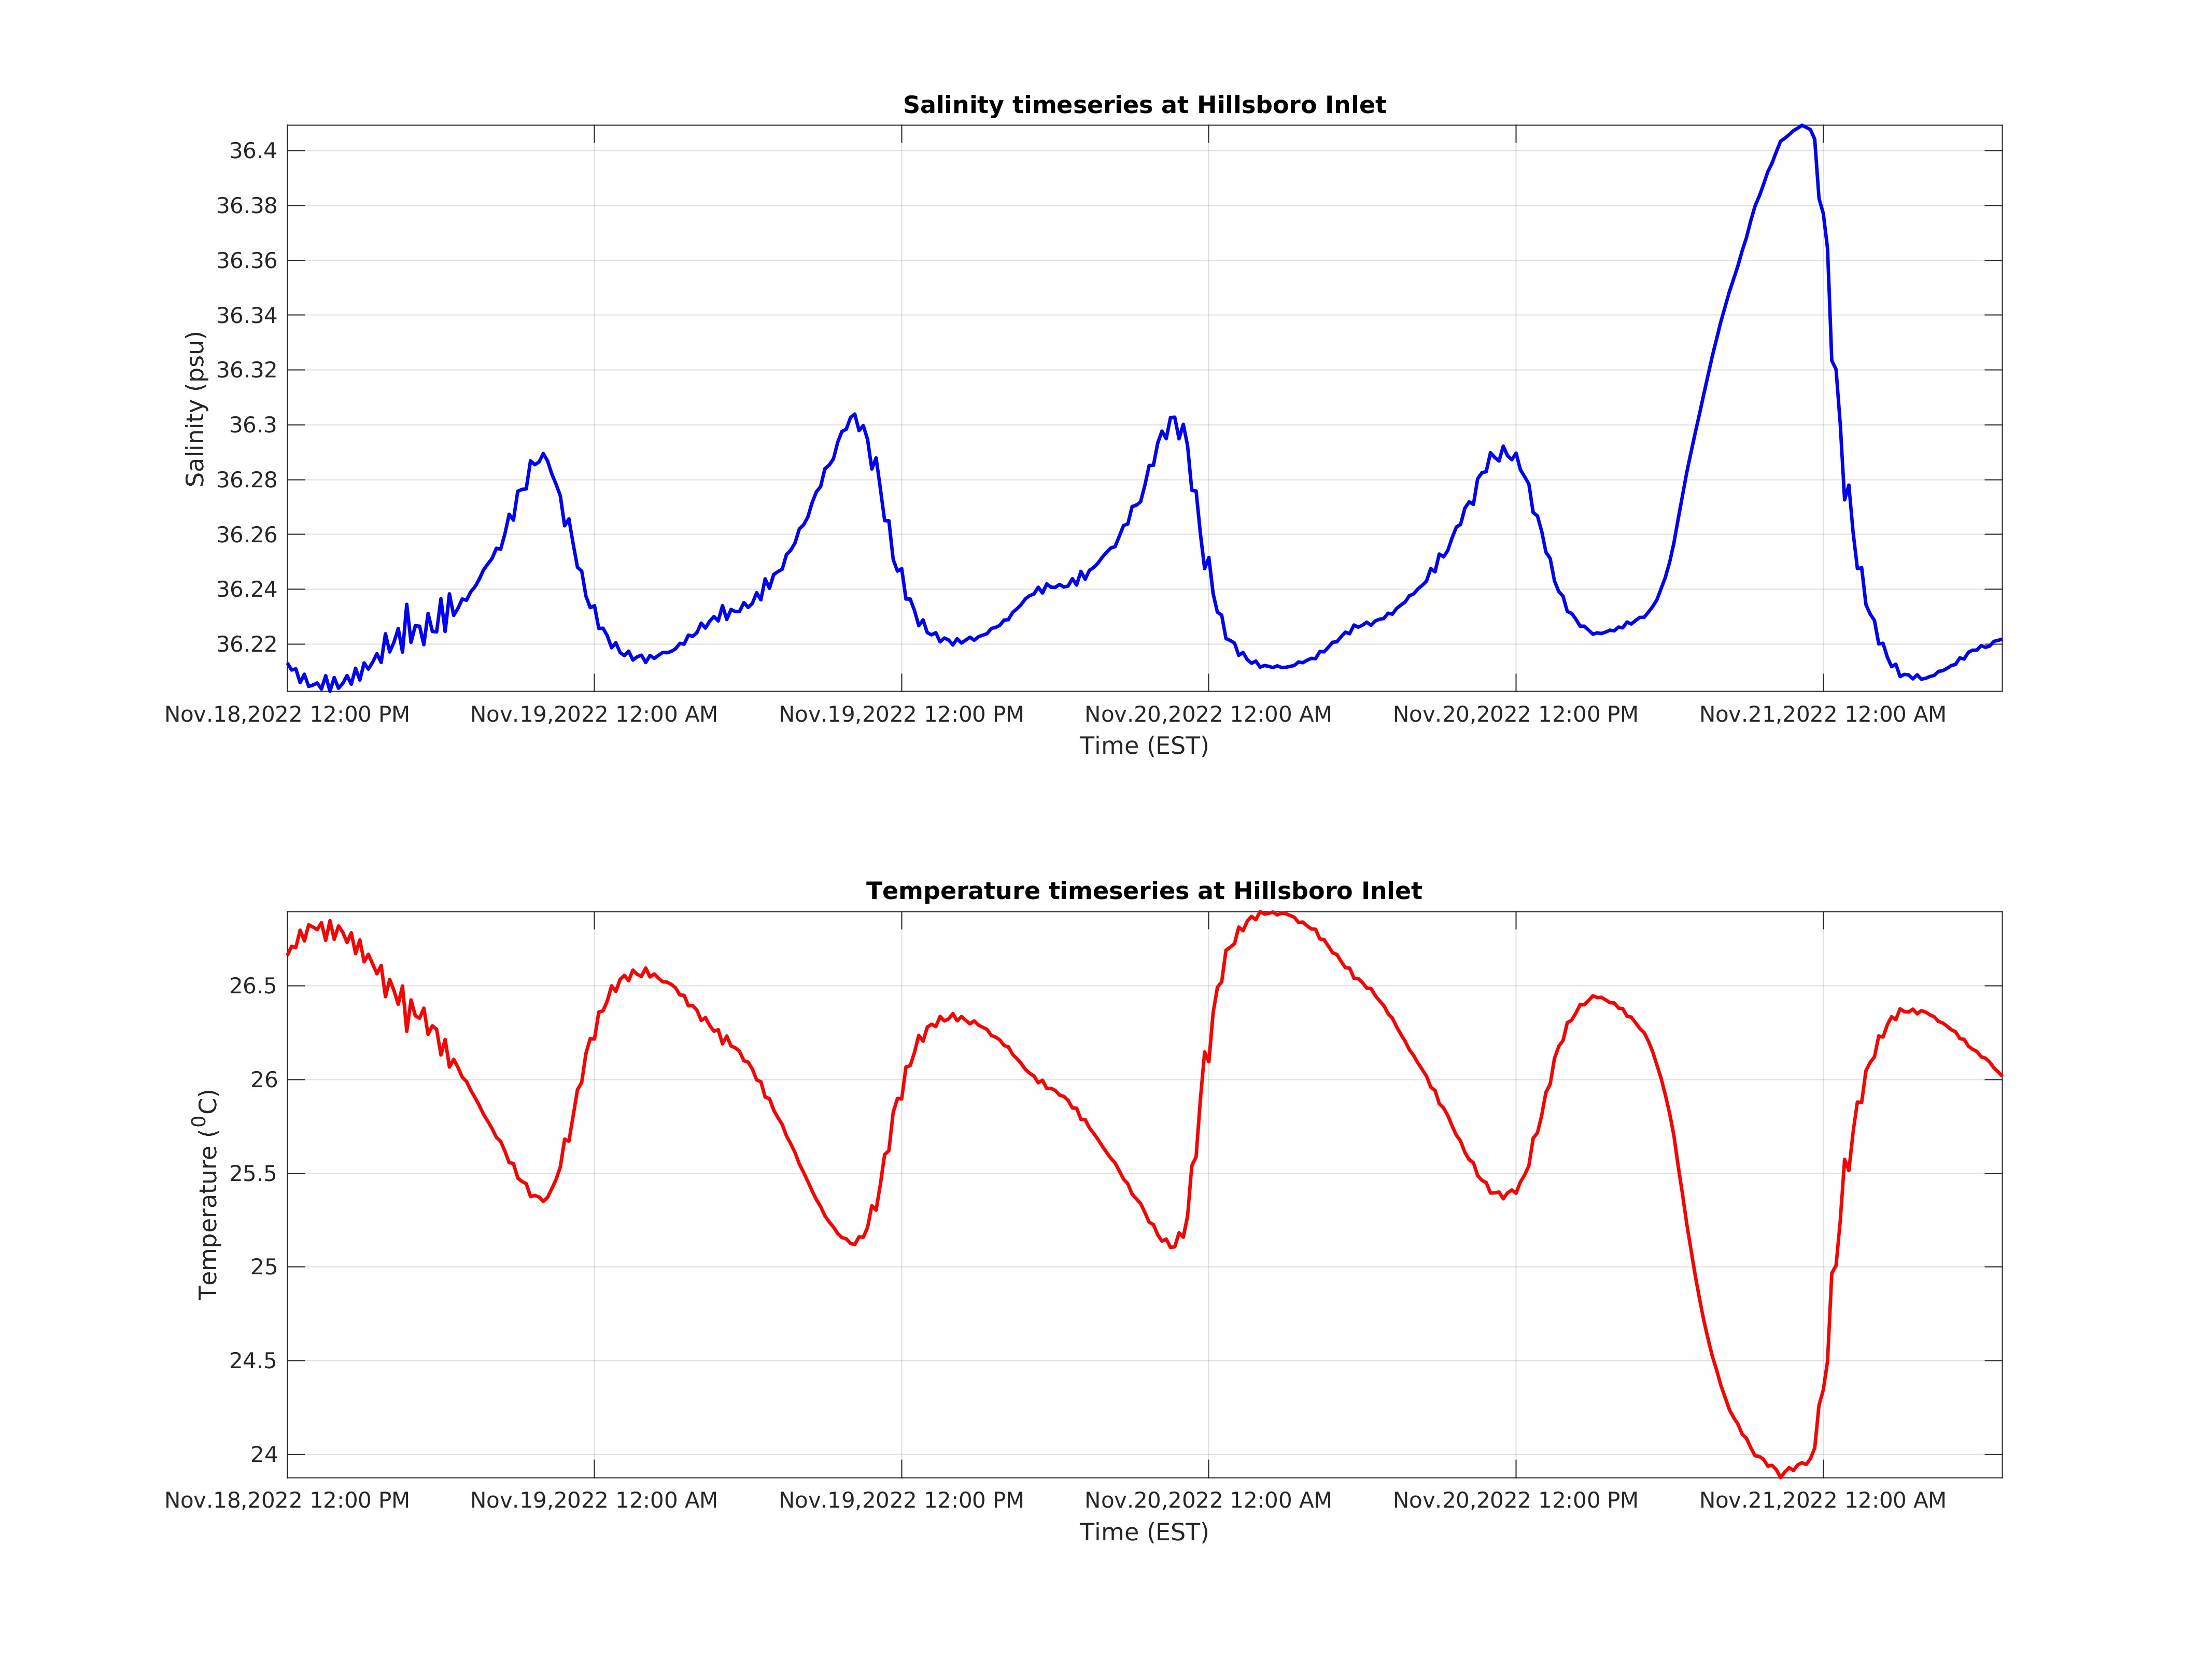 Salinity timeseries at Hillsboro Inlet
36.4
36.38
36.36
36.34
36.32
36.3
36.28
36.26
36.24
36.22
Salinity (psu)
Nov.18,2022 12:00 PM Nov.19,2022 12:00 AM Nov.19,2022 12:00 PM Nov.20,2022 12:00 AM Nov.20,2022 12:00 PM Nov.21,2022 12:00 AM
Time (EST)
Temperature timeseries at Hillsboro Inlet
26.5
26
25.5
25
24.5
24
Temperature (⁰C)
Nov.18,2022 12:00 PM Nov.19,2022 12:00 AM Nov.19,2022 12:00 PM Nov.20,2022 12:00 AM Nov.20,2022 12:00 PM Nov.21,2022 12:00 AM
Time (EST)